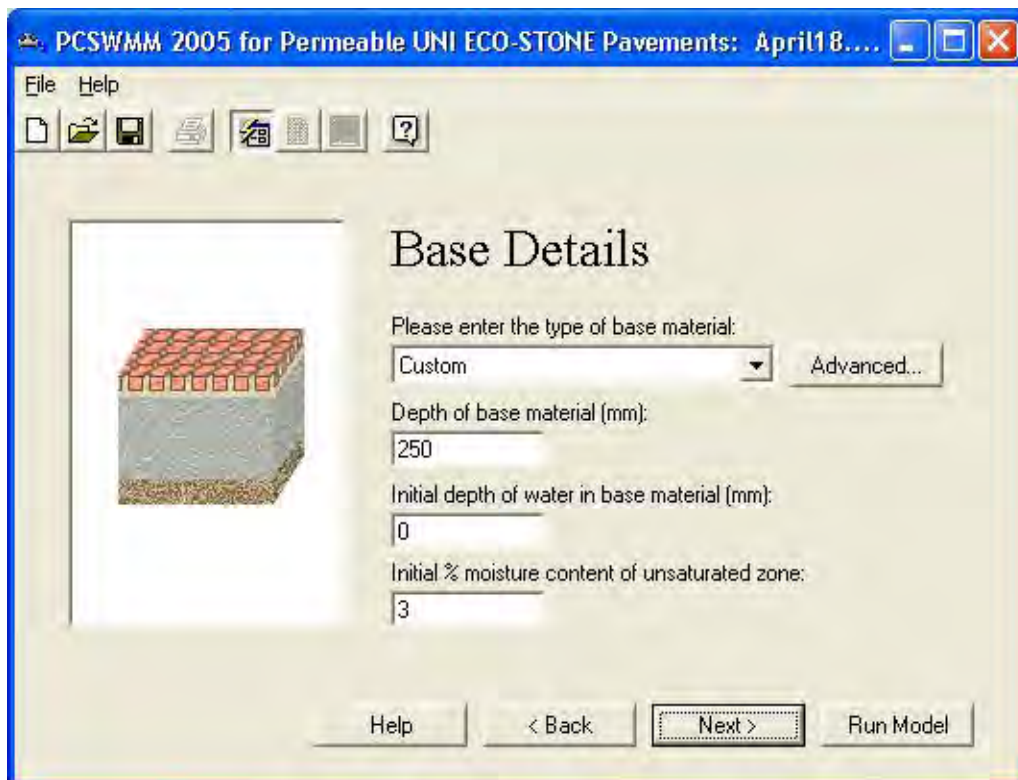 PCSWMM 2005 for Permeable UNI ECO-STONE Pavements: April18....
File Help
Base Details
Please enter the type of base material:
Custom
Advanced...
Depth of base material (mm):
250
Initial depth of water in base material (mm):
0
Initial % moisture content of unsaturated zone:
3
Help < Back Next > Run Model